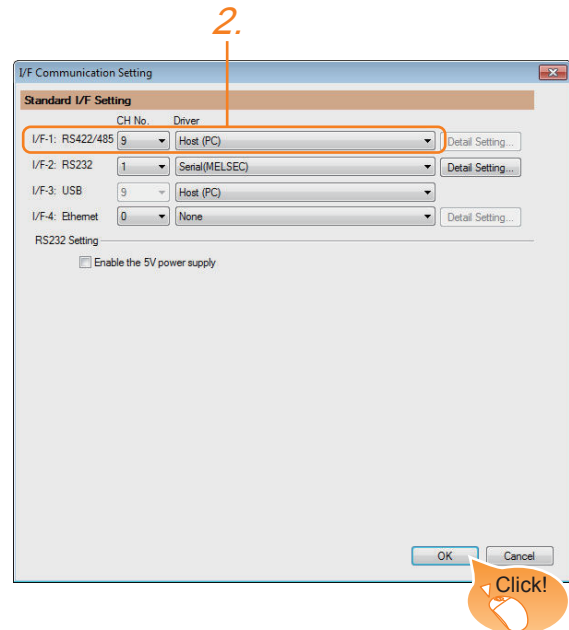 2.
I/F Communication Setting
Standard I/F Setting
CH No. Driver
I/F-1: RS422/485 9 Host (PC) Detail Setting...
I/F-2: RS232 1 Serial(MELSEC) Detail Setting...
I/F-3: USB 9 Host (PC)
I/F-4: Ethernet 0 None Detail Setting...
RS232 Setting
Enable the 5V power supply
OK Cancel
Click!